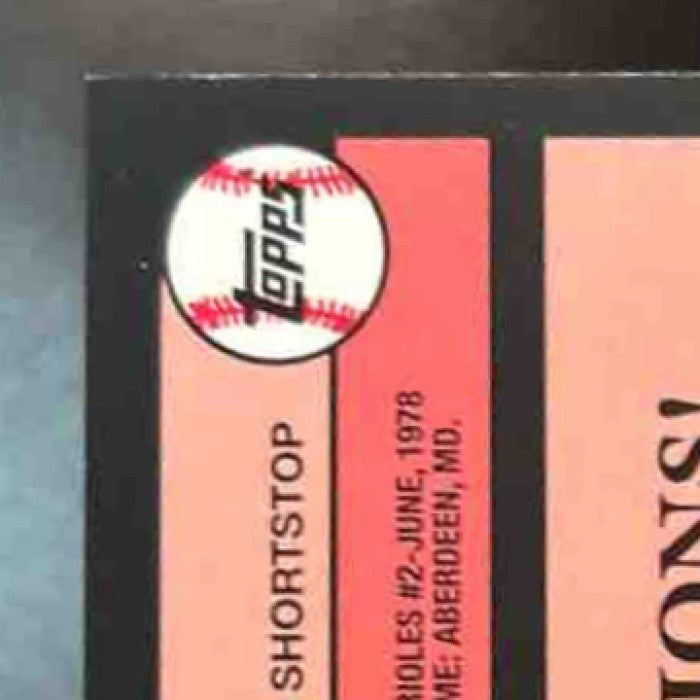 Topps
SHORTSTOP
RIOLES #2-JUNE, 1978
ME: ABERDEEN, MD.
IONS!